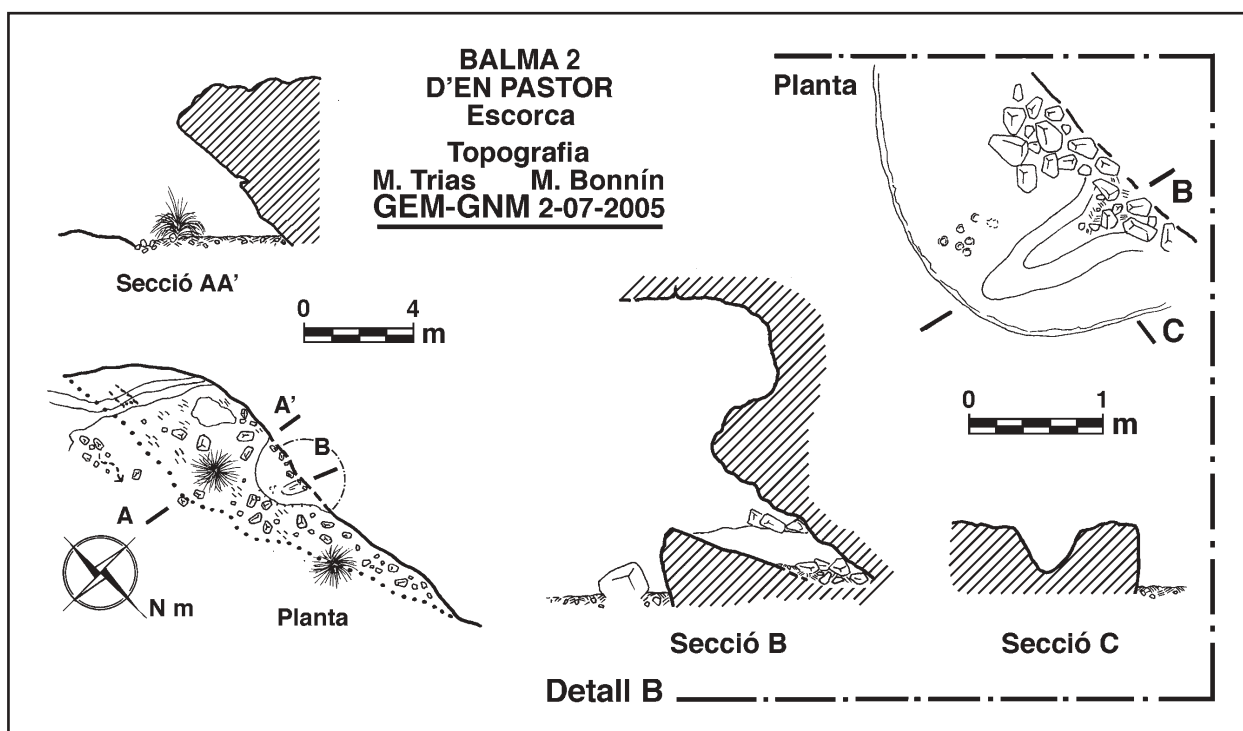 BALMA 2
D'EN PASTOR
Escorca
Topografia
M. Trias M. Bonnín
GEM-GNM 2-07-2005
Secció AA'
0 4
m
A'
B
A
N m
Planta
Planta
B
C
0 1
m
Secció B
Secció C
Detall B